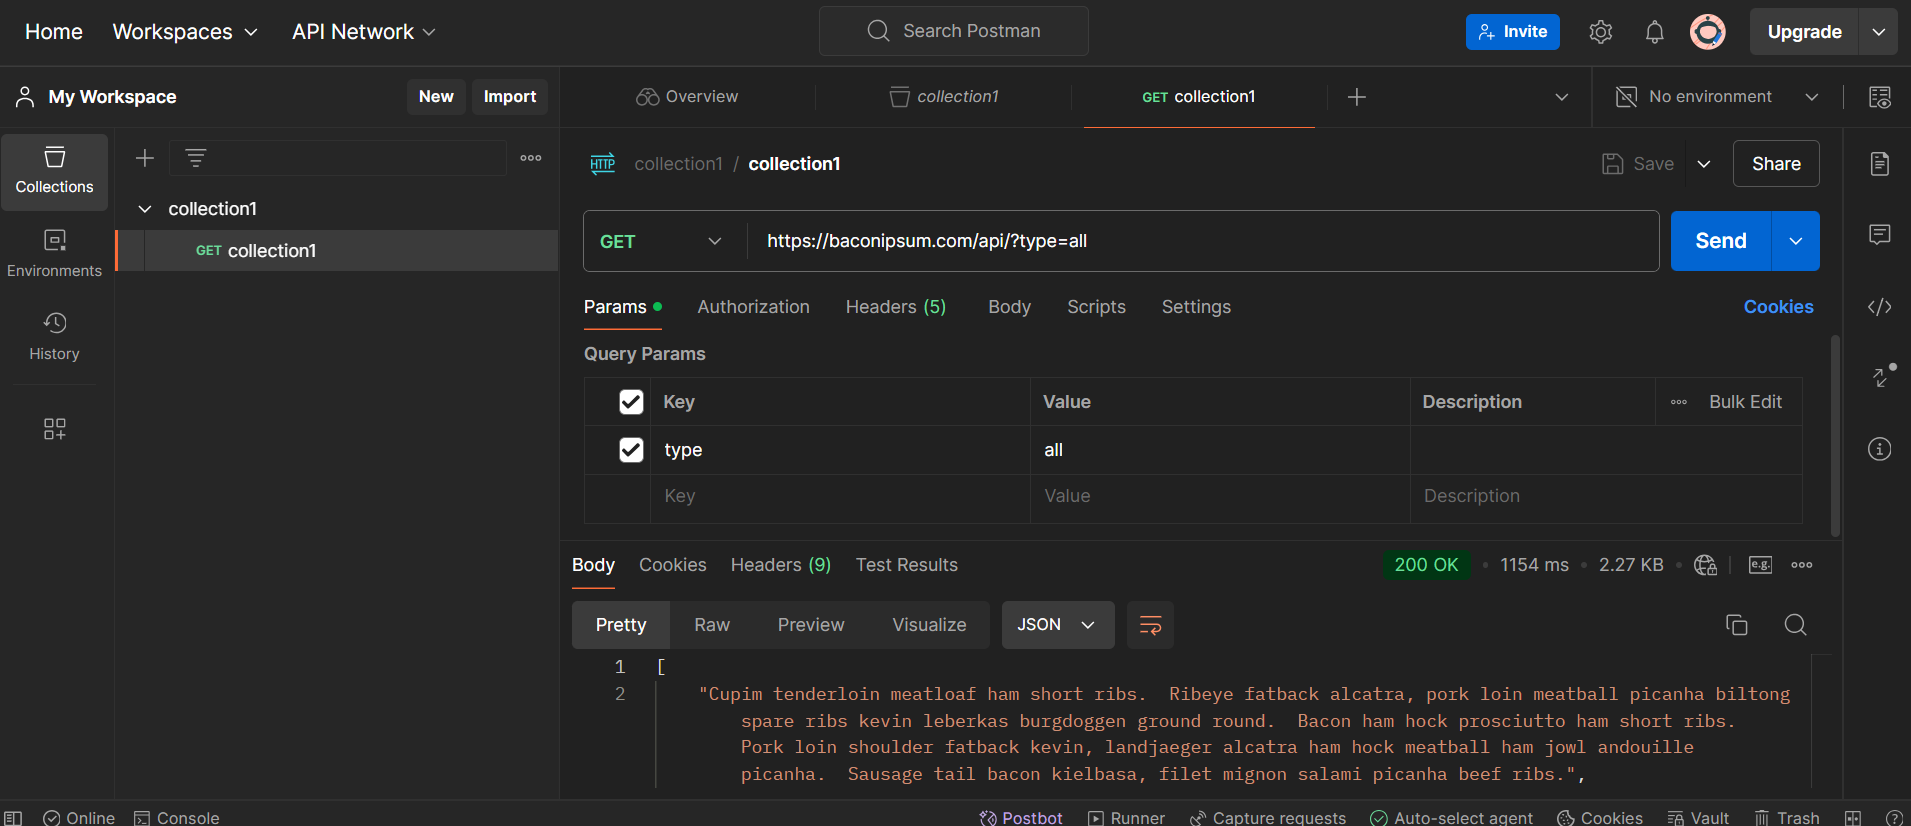 Home Workspaces API Network Search Postman Invite Upgrade
My Workspace New Import Overview collection1 GET collection1 No environment
Collections
Environments
History
collection1
GET collection1
HTTP collection1 / collection1 Save Share
GET https://baconipsum.com/api/?type=all Send
Params Authorization Headers (5) Body Scripts Settings Cookies
Query Params
Key Value Description Bulk Edit
type all
Key Value Description
Body Cookies Headers (9) Test Results 200 OK • 1154 ms • 2.27 KB • e.g.
Pretty Raw Preview Visualize JSON
1 [
2 "Cupim tenderloin meatloaf ham short ribs.  Ribeye fatback alcatra, pork loin meatball picanha biltong
spare ribs kevin leberkas burgdoggen ground round.  Bacon ham hock prosciutto ham short ribs.
Pork loin shoulder fatback kevin, landjaeger alcatra ham hock meatball ham jowl andouille
picanha.  Sausage tail bacon kielbasa, filet mignon salami picanha beef ribs.",
Online Console Postbot Runner Capture requests Auto-select agent Cookies Vault Trash